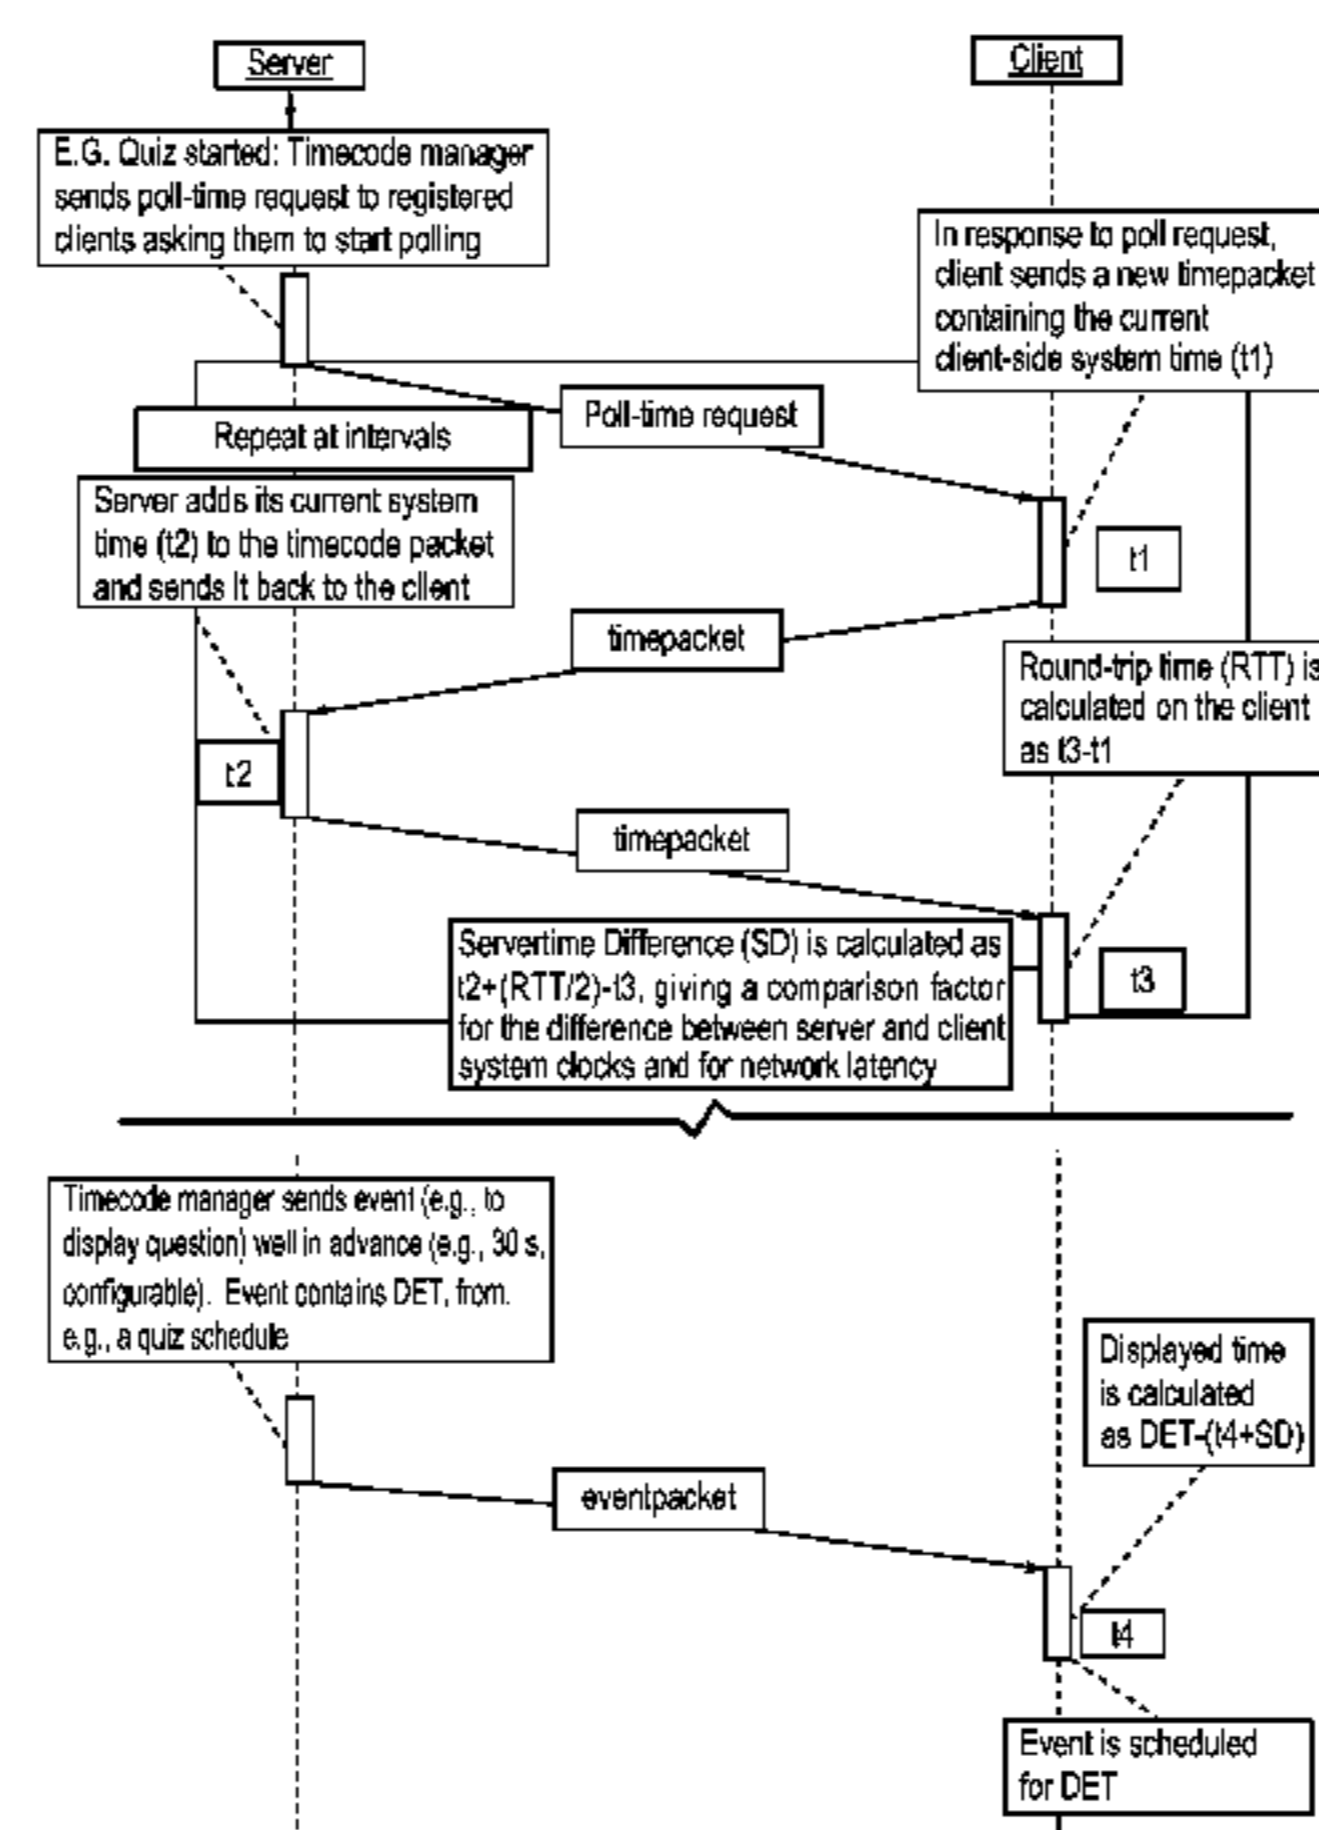 Server
Client
E.G. Quiz started: Timecode manager
sends poll-time request to registered
clients asking them to start polling
In response to poll request,
client sends a new timepacket
containing the current
client-side system time (t1)
Poll-time request
Repeat at intervals
Server adds its current system
time (t2) to the timecode packet
and sends It back to the client
t1
timepacket
Round-trip time (RTT) is
calculated on the client
as t3-t1
t2
timepacket
Servertime Difference (SD) is calculated as
t2+(RTT/2)-t3, giving a comparison factor
for the difference between server and client
system clocks and for network latency
t3
Timecode manager sends event (e.g., to
display question) well in advance (e.g., 30 s,
configurable). Event contains DET, from.
e.g., a quiz schedule
Displayed time
is calculated
as DET-(t4+SD)
eventpacket
t4
Event is scheduled
for DET